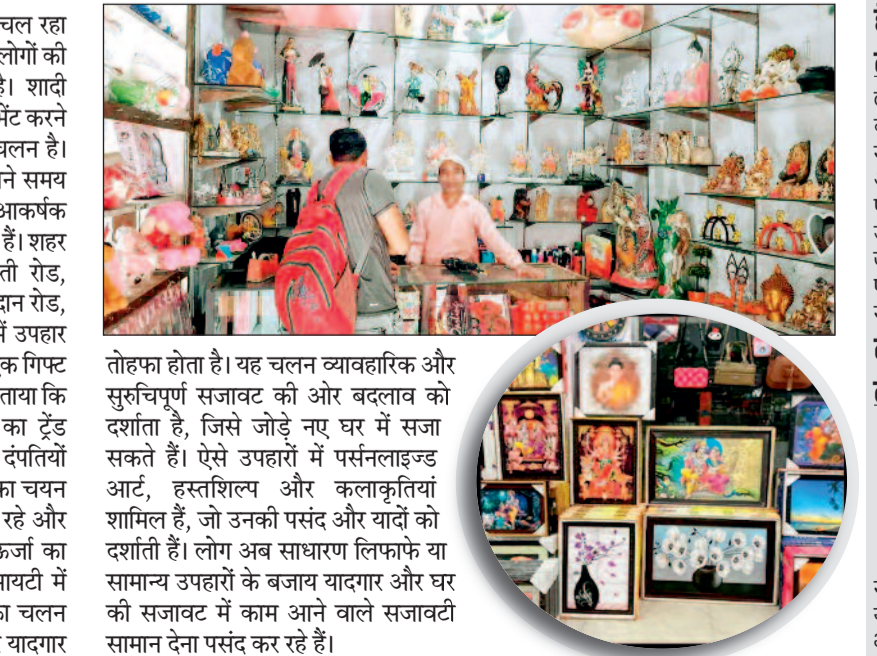 चल रहा
लोगों की
है। शादी
भेंट करने
चलन है।
ने समय
आकर्षक
हैं। शहर
ती रोड,
दान रोड,
में उपहार
क गिफ्ट
ताया कि
का ट्रेंड
दंपतियों
का चयन
रहे और
ऊर्जा का
सायटी में
का चलन
यादगार
तोहफा होता है। यह चलन व्यावहारिक और
सुरुचिपूर्ण सजावट की ओर बदलाव को
दर्शाता है, जिसे जोड़े नए घर में सजा
सकते हैं। ऐसे उपहारों में पर्सनलाइज्ड
आर्ट, हस्तशिल्प और कलाकृतियां
शामिल हैं, जो उनकी पसंद और यादों को
दर्शाती हैं। लोग अब साधारण लिफाफे या
सामान्य उपहारों के बजाय यादगार और घर
की सजावट में काम आने वाले सजावटी
सामान देना पसंद कर रहे हैं।